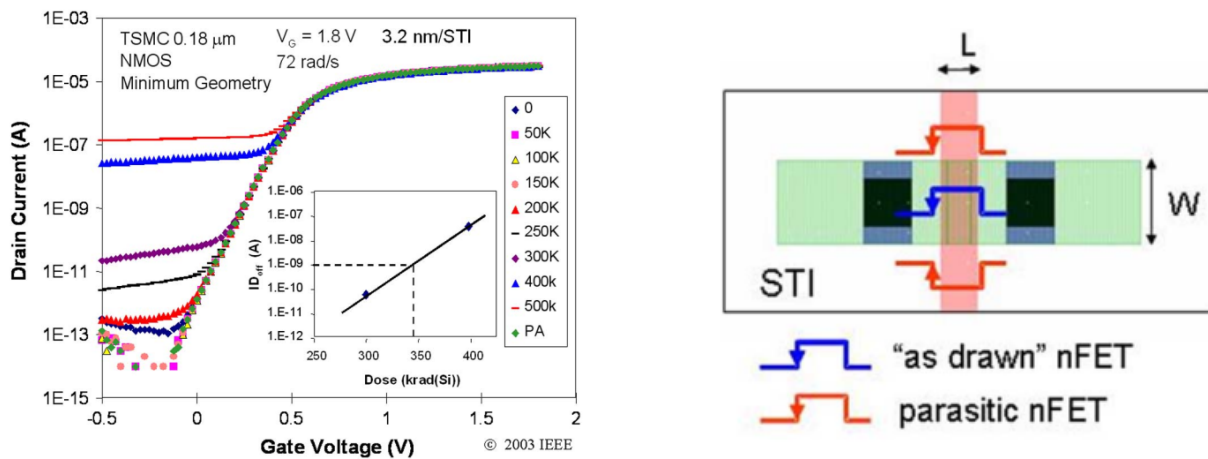 TSMC 0.18 μm V_G = 1.8 V 3.2 nm/STI
NMOS 72 rad/s
Minimum Geometry
1E-03
1E-05
1E-07
1E-09
1E-11
1E-13
1E-15
Drain Current (A)
-0.5 0 0.5 1 1.5 2
Gate Voltage (V)
© 2003 IEEE
1.E-06
1.E-07
1.E-08
1.E-09
1.E-10
1.E-11
1.E-12
ID_off (A)
250 300 350 400
Dose (krad(Si))
0
50K
100K
150K
200K
250K
300K
400k
500k
PA
L
W
STI
"as drawn" nFET
parasitic nFET